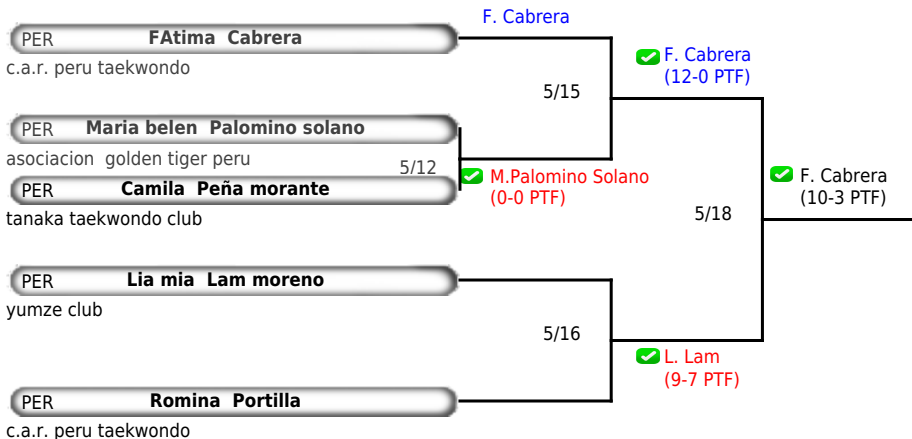 F. Cabrera
PER FAtima Cabrera
c.a.r. peru taekwondo
F. Cabrera
(12-0 PTF)
5/15
PER Maria belen Palomino solano
asociacion golden tiger peru
5/12
M.Palomino Solano
(0-0 PTF)
PER Camila Peña morante
tanaka taekwondo club
F. Cabrera
(10-3 PTF)
5/18
PER Lia mia Lam moreno
yumze club
5/16
L. Lam
(9-7 PTF)
PER Romina Portilla
c.a.r. peru taekwondo